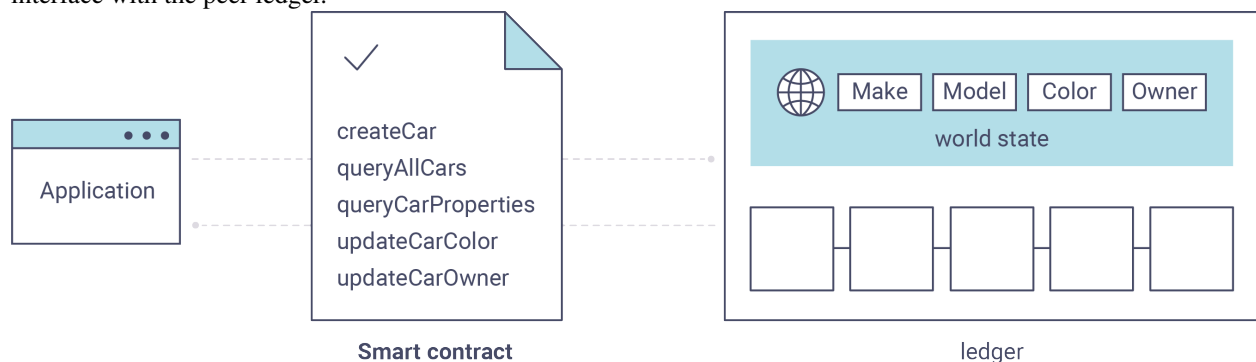 interface with the peer ledger.
Application
createCar
queryAllCars
queryCarProperties
updateCarColor
updateCarOwner
Smart contract
Make Model Color Owner
world state
ledger